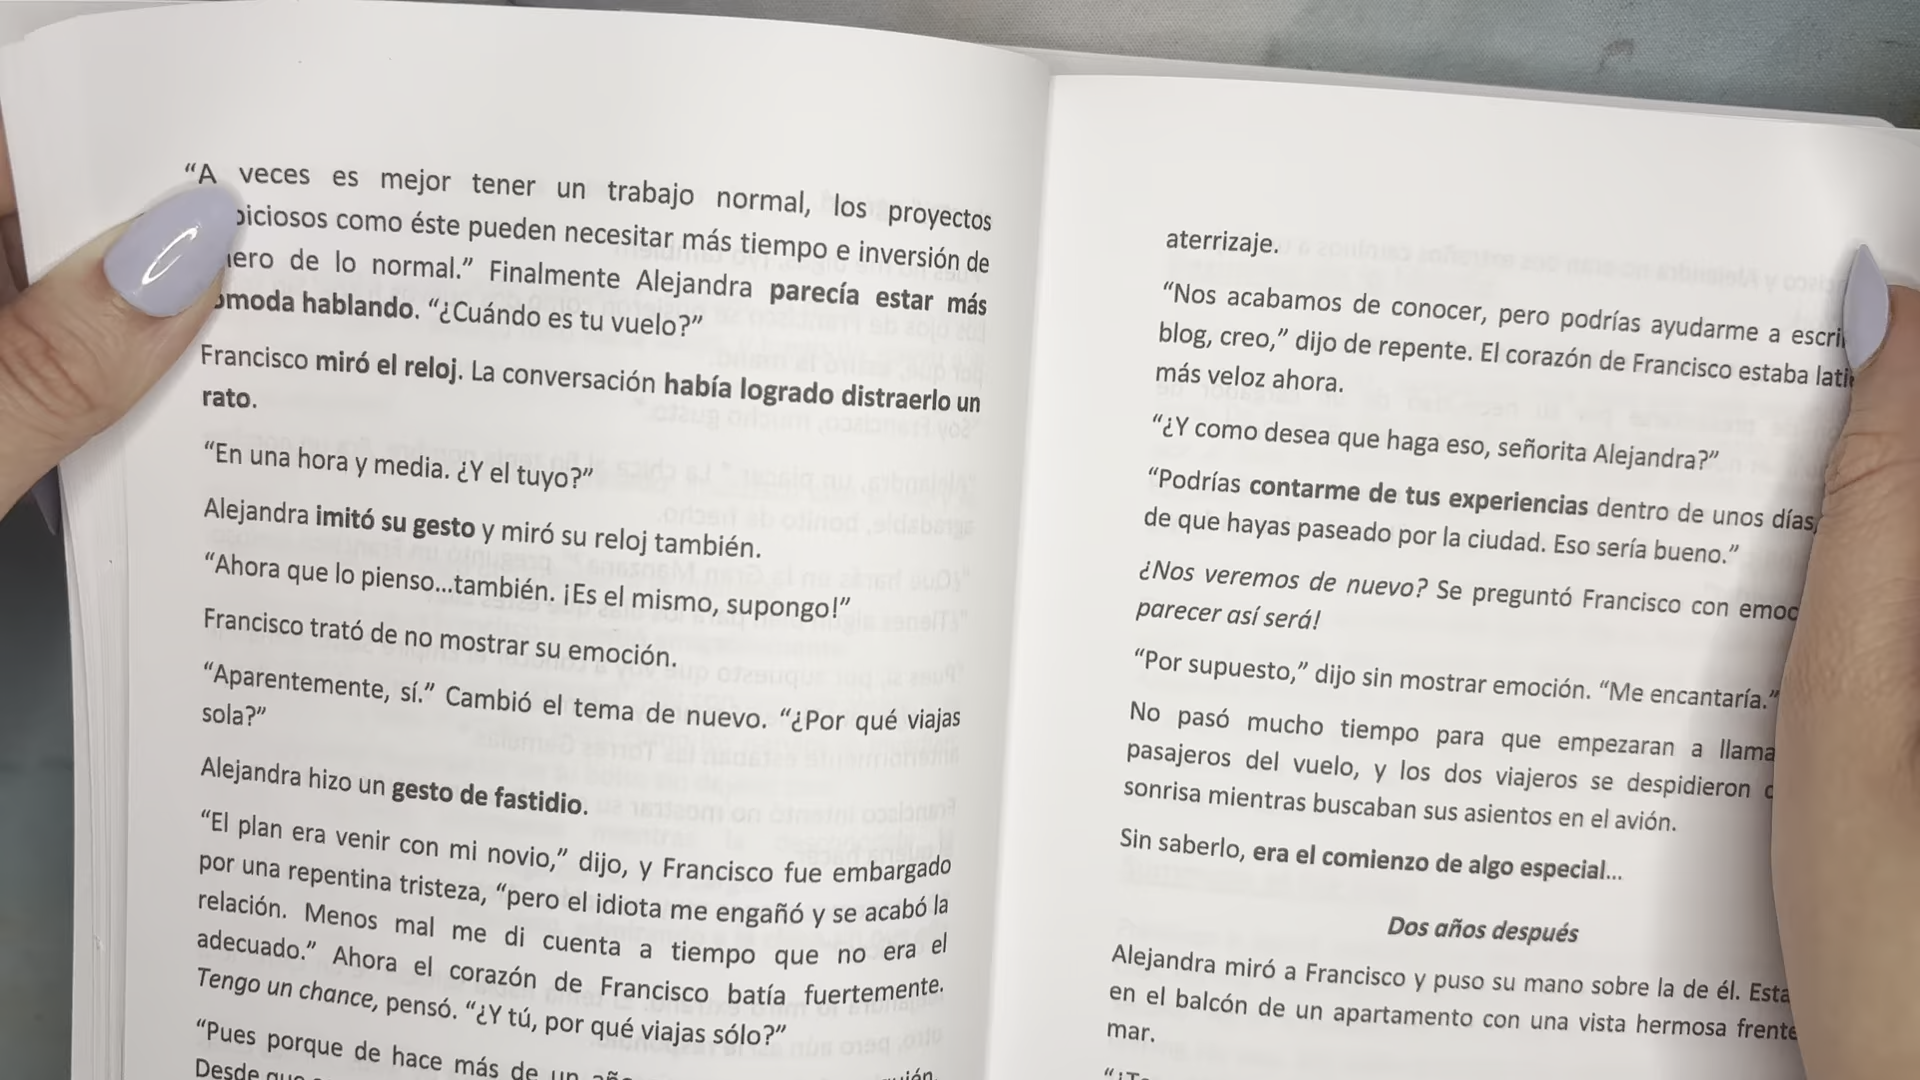 “A veces es mejor tener un trabajo normal, los proyectos
como éste pueden necesitar más tiempo e inversión de
de lo normal.” Finalmente Alejandra parecía estar más
hablando. “¿Cuándo es tu vuelo?”
Francisco miró el reloj. La conversación había logrado distraerlo un
rato.
“En una hora y media. ¿Y el tuyo?”
Alejandra imitó su gesto y miró su reloj también.
“Ahora que lo pienso...también. ¡Es el mismo, supongo!”
Francisco trató de no mostrar su emoción.
“Aparentemente, sí.” Cambió el tema de nuevo. “¿Por qué viajas
sola?”
Alejandra hizo un gesto de fastidio.
“El plan era venir con mi novio,” dijo, y Francisco fue embargado
por una repentina tristeza, “pero el idiota me engañó y se acabó la
relación. Menos mal me di cuenta a tiempo que no era el
adecuado.” Ahora el corazón de Francisco batía fuertemente.
Tengo un chance, pensó. “¿Y tú, por qué viajas sólo?”
“Pues porque de hace más de un
Desde
aterrizaje.
“Nos acabamos de conocer, pero podrías ayudarme a
blog, creo,” dijo de repente. El corazón de Francisco estaba
más veloz ahora.
“¿Y como desea que haga eso, señorita Alejandra?”
“Podrías contarme de tus experiencias dentro de unos días,
de que hayas paseado por la ciudad. Eso sería bueno.”
¿Nos veremos de nuevo? Se preguntó Francisco con
parecer así será!
“Por supuesto,” dijo sin mostrar emoción. “Me encantaría.”
No pasó mucho tiempo para que empezaran a
pasajeros del vuelo, y los dos viajeros se despidieron
sonrisa mientras buscaban sus asientos en el avión.
Sin saberlo, era el comienzo de algo especial...
Dos años después
Alejandra miró a Francisco y puso su mano sobre la de él.
en el balcón de un apartamento con una vista hermosa frente
mar.